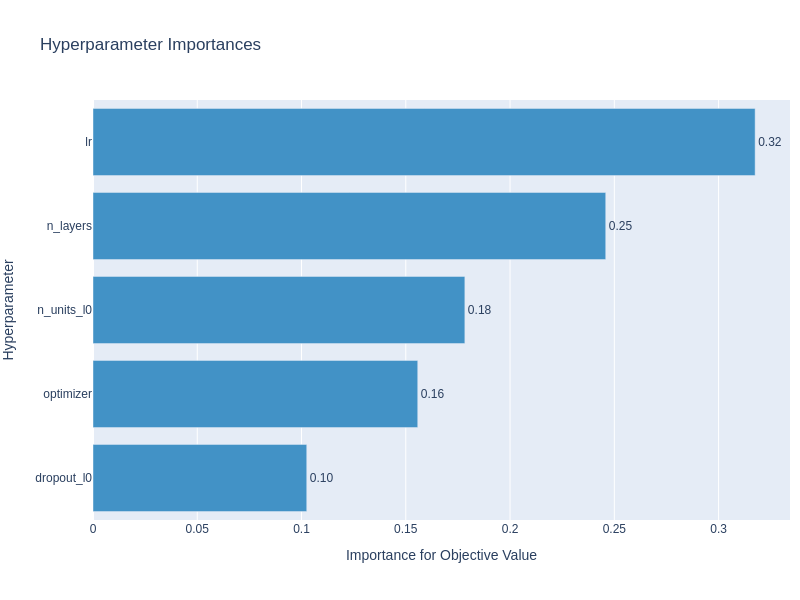 Hyperparameter Importances
Hyperparameter
lr 0.32
n_layers 0.25
n_units_l0 0.18
optimizer 0.16
dropout_l0 0.10
0 0.05 0.1 0.15 0.2 0.25 0.3
Importance for Objective Value